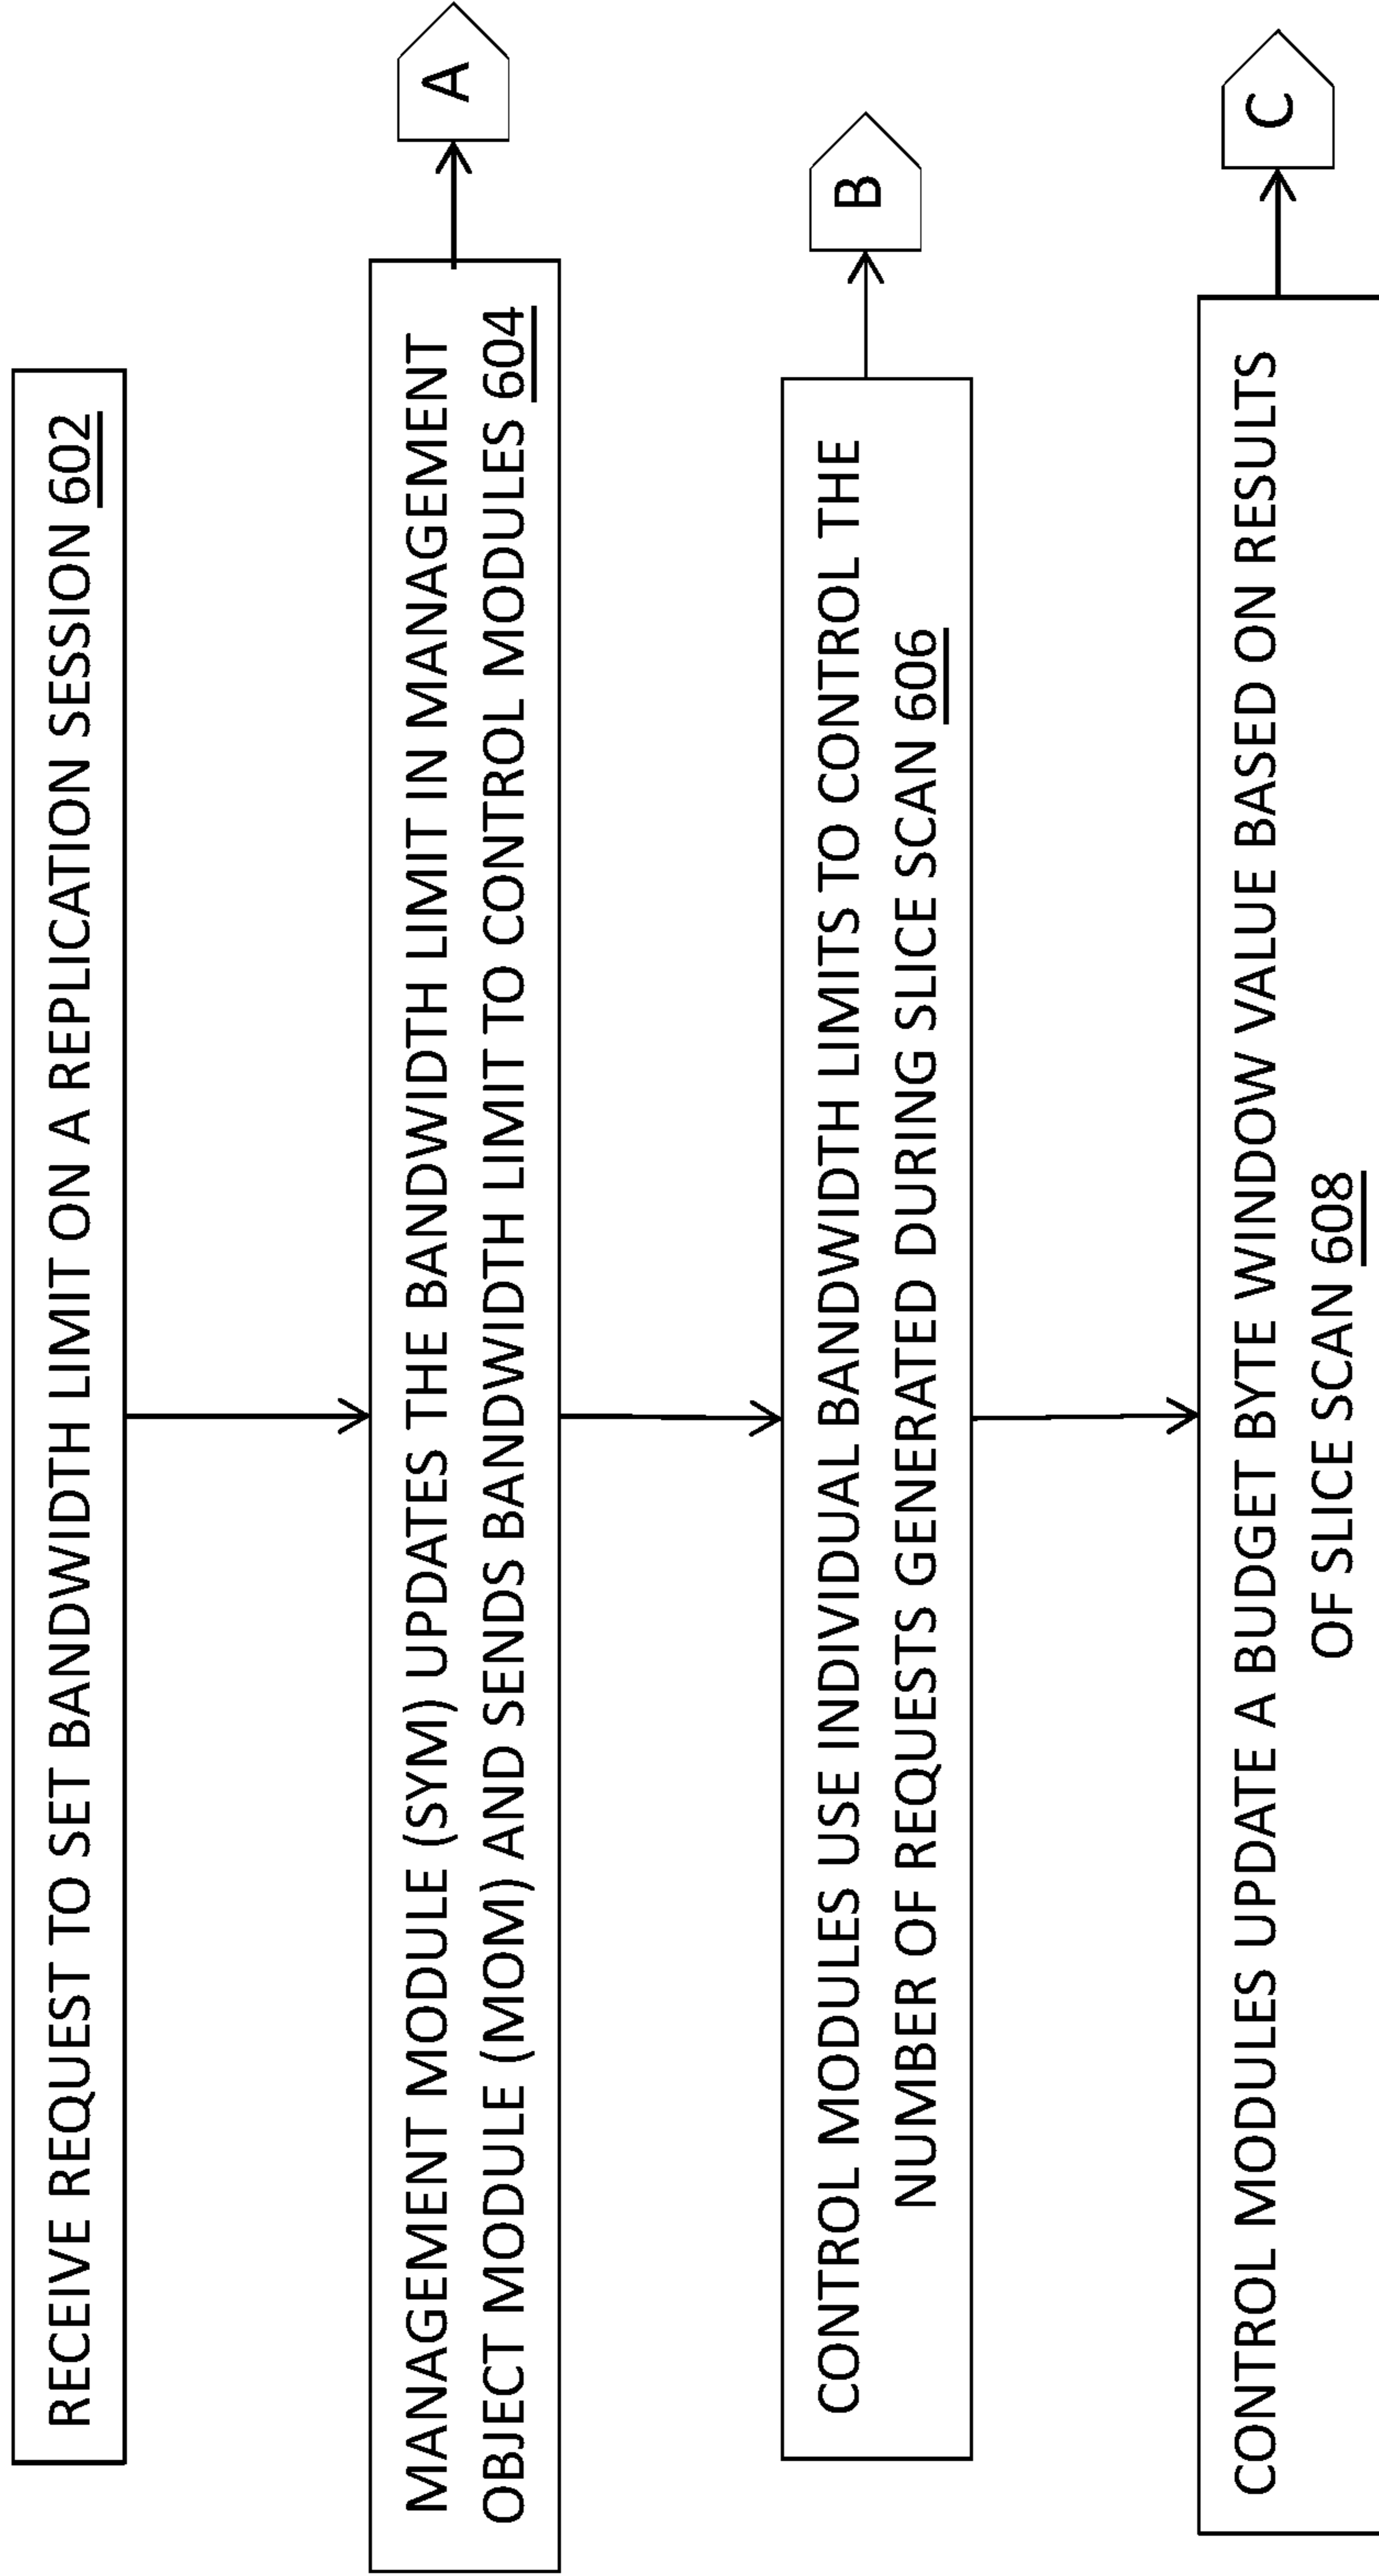 RECEIVE REQUEST TO SET BANDWIDTH LIMIT ON A REPLICATION SESSION 602
MANAGEMENT MODULE (SYM) UPDATES THE BANDWIDTH LIMIT IN MANAGEMENT
OBJECT MODULE (MOM) AND SENDS BANDWIDTH LIMIT TO CONTROL MODULES 604
A
CONTROL MODULES USE INDIVIDUAL BANDWIDTH LIMITS TO CONTROL THE
NUMBER OF REQUESTS GENERATED DURING SLICE SCAN 606
B
CONTROL MODULES UPDATE A BUDGET BYTE WINDOW VALUE BASED ON RESULTS
OF SLICE SCAN 608
C